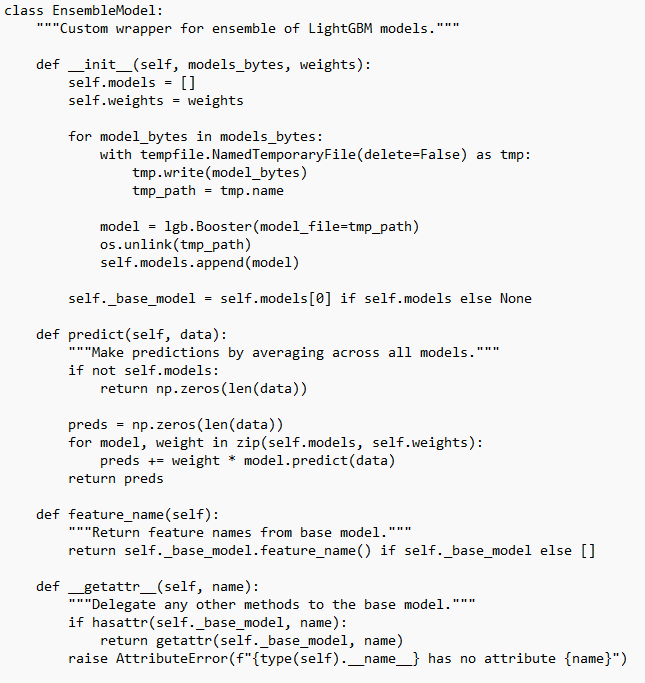 class EnsembleModel:
    """Custom wrapper for ensemble of LightGBM models."""

    def __init__(self, models_bytes, weights):
        self.models = []
        self.weights = weights

        for model_bytes in models_bytes:
            with tempfile.NamedTemporaryFile(delete=False) as tmp:
                tmp.write(model_bytes)
                tmp_path = tmp.name

            model = lgb.Booster(model_file=tmp_path)
            os.unlink(tmp_path)
            self.models.append(model)

        self._base_model = self.models[0] if self.models else None

    def predict(self, data):
        """Make predictions by averaging across all models."""
        if not self.models:
            return np.zeros(len(data))

        preds = np.zeros(len(data))
        for model, weight in zip(self.models, self.weights):
            preds += weight * model.predict(data)
        return preds

    def feature_name(self):
        """Return feature names from base model."""
        return self._base_model.feature_name() if self._base_model else []

    def __getattr__(self, name):
        """Delegate any other methods to the base model."""
        if hasattr(self._base_model, name):
            return getattr(self._base_model, name)
        raise AttributeError(f"{type(self).__name__} has no attribute {name}")